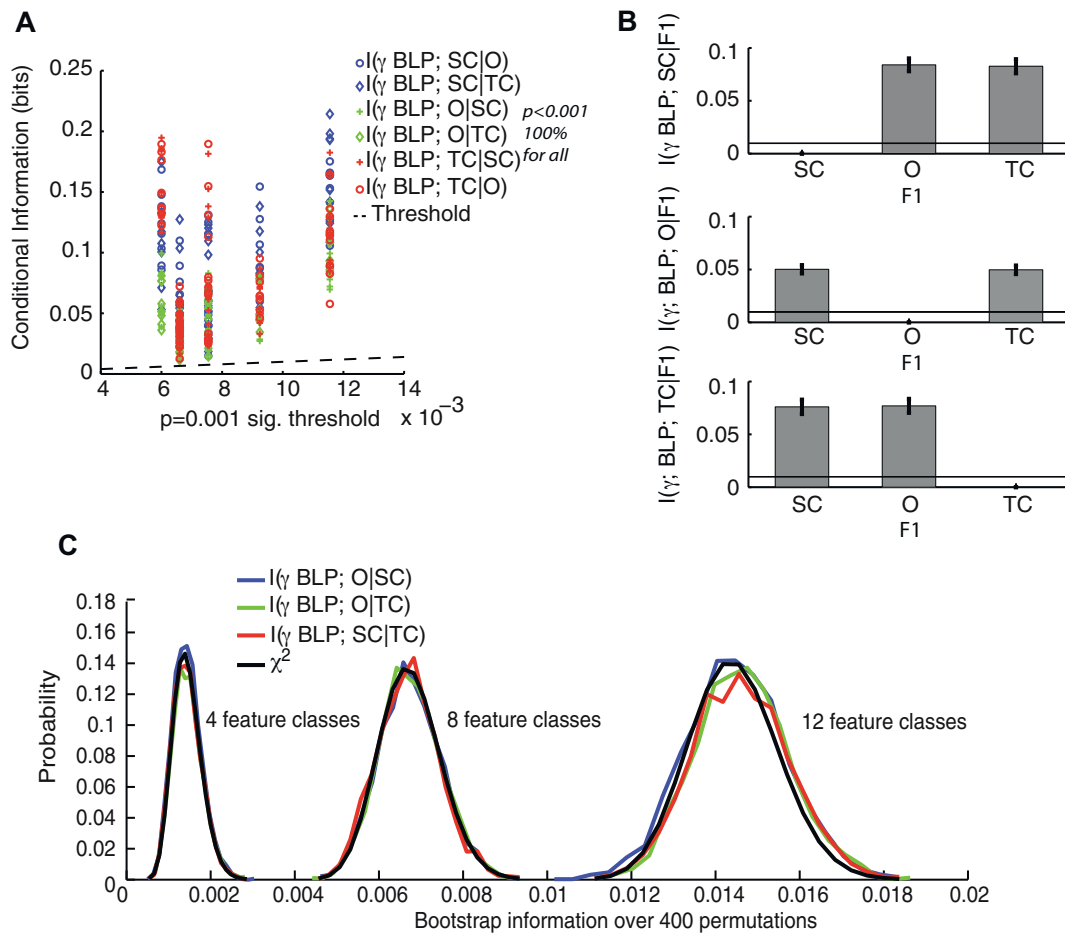 A
Conditional Information (bits)
0.25
0.2
0.15
0.1
0.05
0
4 6 8 10 12 14
p=0.001 sig. threshold x 10⁻³
I(γ BLP; SC|O)
I(γ BLP; SC|TC)
I(γ BLP; O|SC) p<0.001
I(γ BLP; O|TC) 100%
I(γ BLP; TC|SC) for all
I(γ BLP; TC|O)
Threshold
B
I(γ BLP; SC|F1)
0.1
0.05
0
SC O TC
F1
I(γ; BLP; O|F1)
0.1
0.05
0
SC O TC
F1
I(γ; BLP; TC|F1)
0.1
0.05
0
SC O TC
F1
C
I(γ BLP; O|SC)
I(γ BLP; O|TC)
I(γ BLP; SC|TC)
χ²
Probability
0.18
0.16
0.14
0.12
0.10
0.08
0.06
0.04
0.02
0
4 feature classes 8 feature classes 12 feature classes
0 0.002 0.004 0.006 0.008 0.01 0.012 0.014 0.016 0.018 0.02
Bootstrap information over 400 permutations